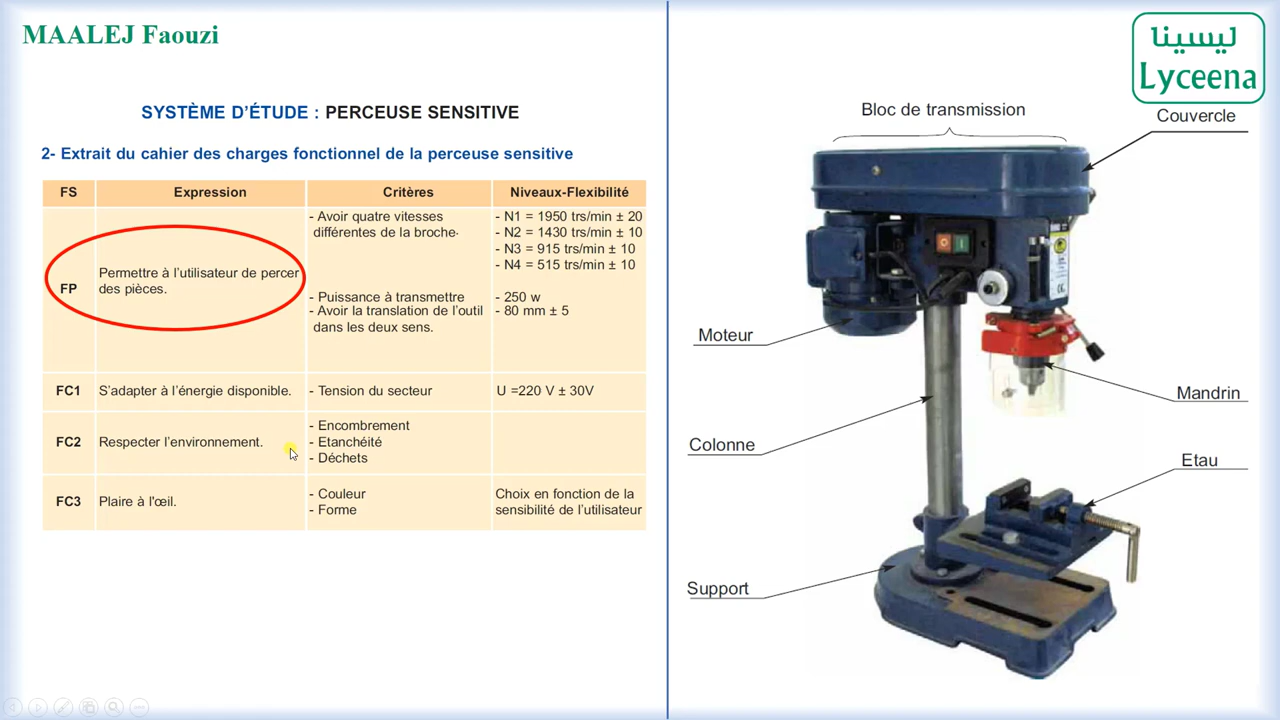 MAALEJ Faouzi
ليسينا
Lyceena
SYSTÈME D'ÉTUDE : PERCEUSE SENSITIVE
2- Extrait du cahier des charges fonctionnel de la perceuse sensitive
FS Expression Critères Niveaux-Flexibilité
FP
Permettre à l'utilisateur de percer
des pièces.
- Avoir quatre vitesses
différentes de la broche.
- Puissance à transmettre
- Avoir la translation de l'outil
dans les deux sens.
- N1 = 1950 trs/min ± 20
- N2 = 1430 trs/min ± 10
- N3 = 915 trs/min ± 10
- N4 = 515 trs/min ± 10
- 250 w
- 80 mm ± 5
FC1 S'adapter à l'énergie disponible. - Tension du secteur U =220 V ± 30V
FC2 Respecter l'environnement.
- Encombrement
- Etanchéité
- Déchets
FC3 Plaire à l'œil.
- Couleur
- Forme
Choix en fonction de la
sensibilité de l'utilisateur
Bloc de transmission
Couvercle
Moteur
Mandrin
Colonne
Etau
Support